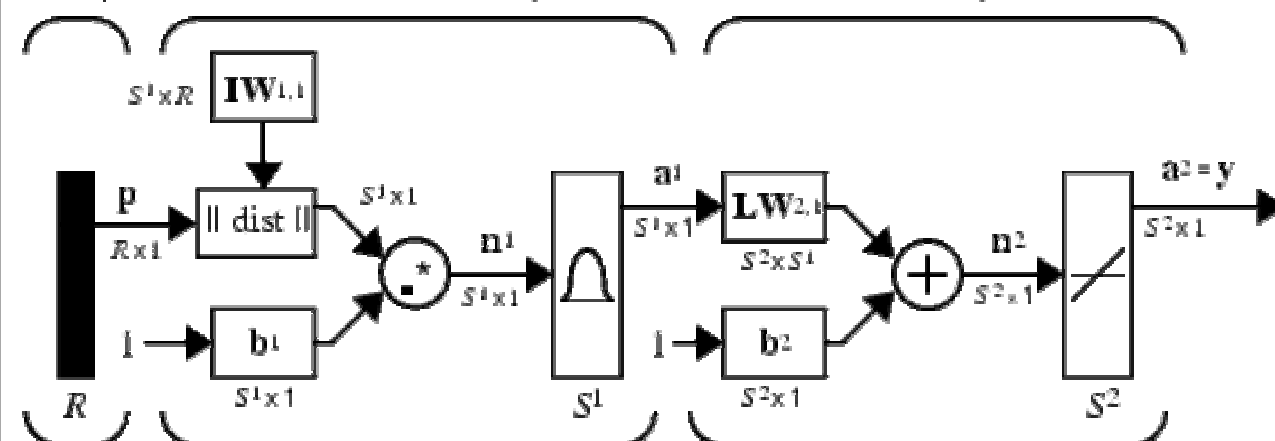 S¹xR
IW1,1
p
Rx1
|| dist ||
S¹x1
.*
n1
S¹x1
a1
S¹x1
LW2,1
S²xS¹
+
n2
S²x1
a2 = y
S²x1
1
b1
S¹x1
1
b2
S²x1
R
S¹
S²